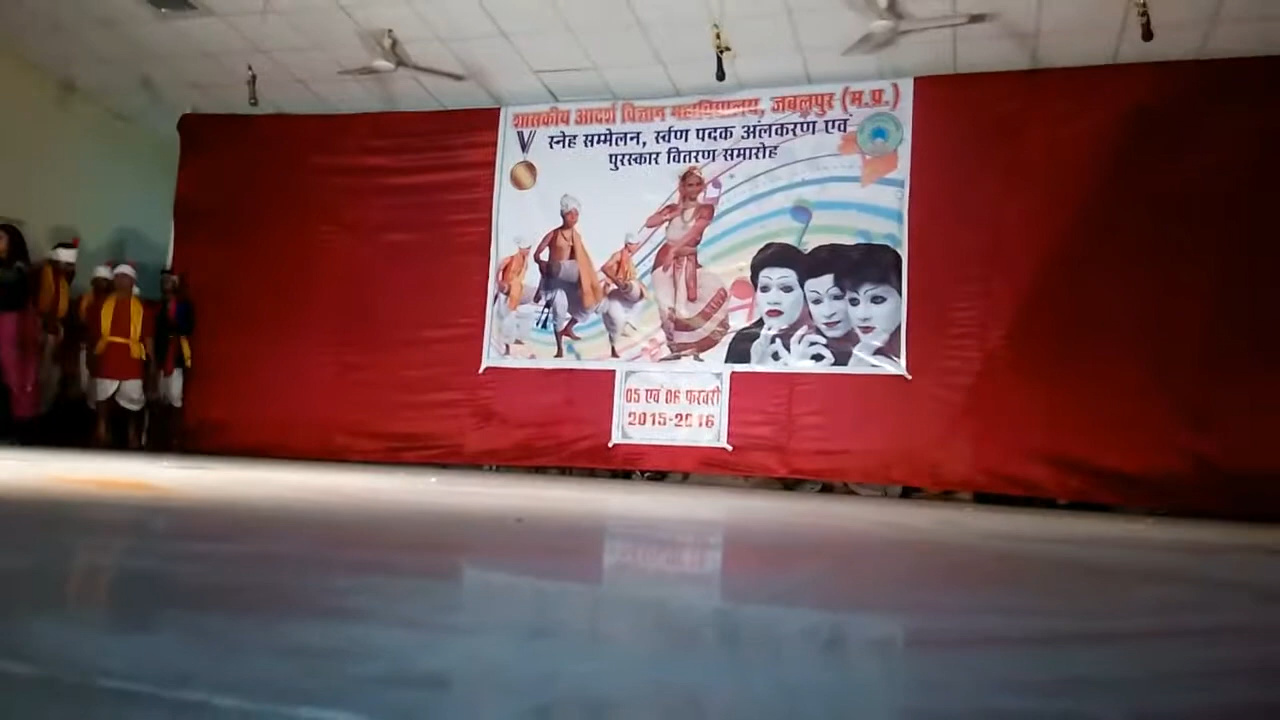 शासकीय आदर्श विज्ञान महाविद्यालय, जबलपुर (म.प्र.)
स्नेह सम्मेलन, र्स्वण पदक अलंकरण एवं
पुरस्कार वितरण समारोह
05 एवं 06 फरवरी
2015-2016